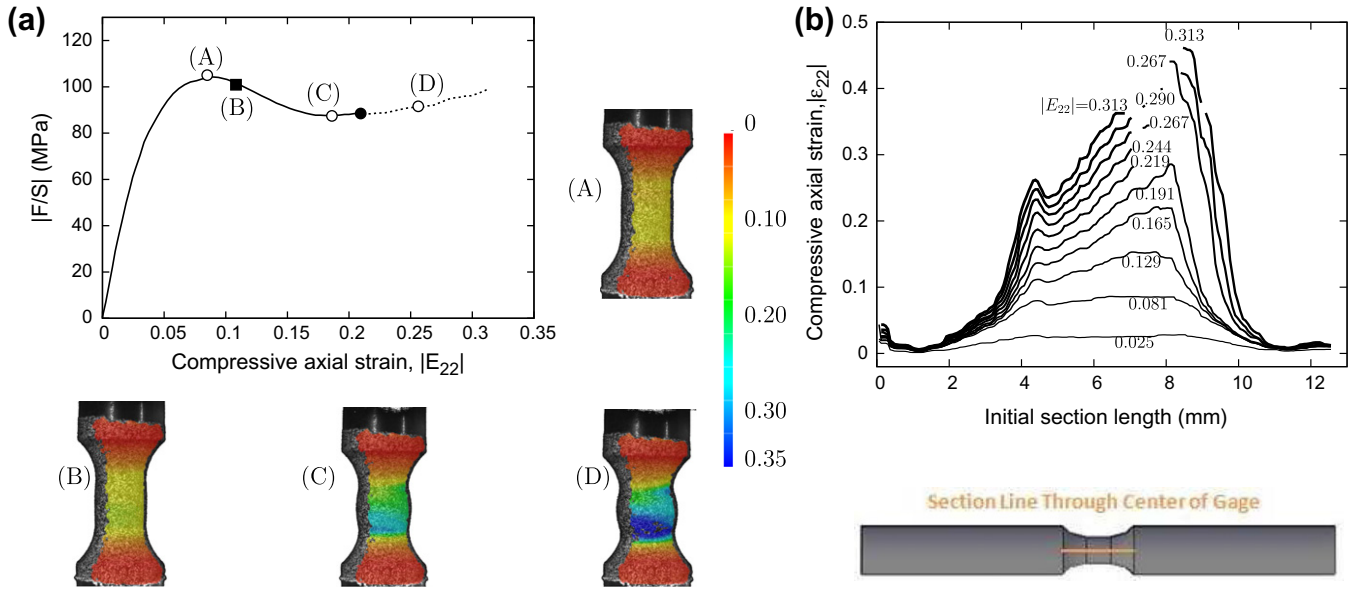 (a)
120
100
80
60
40
20
0
|F/S| (MPa)
(A)
(B)
(C)
(D)
0 0.05 0.1 0.15 0.2 0.25 0.3 0.35
Compressive axial strain, |E22|
(A)
0
0.10
0.20
0.30
0.35
(B)
(C)
(D)
(b)
0.5
0.4
0.3
0.2
0.1
0
Compressive axial strain,|ε22|
0.313
0.267
|E22|=0.313
0.290
0.267
0.244
0.219
0.191
0.165
0.129
0.081
0.025
0 2 4 6 8 10 12
Initial section length (mm)
Section Line Through Center of Gage